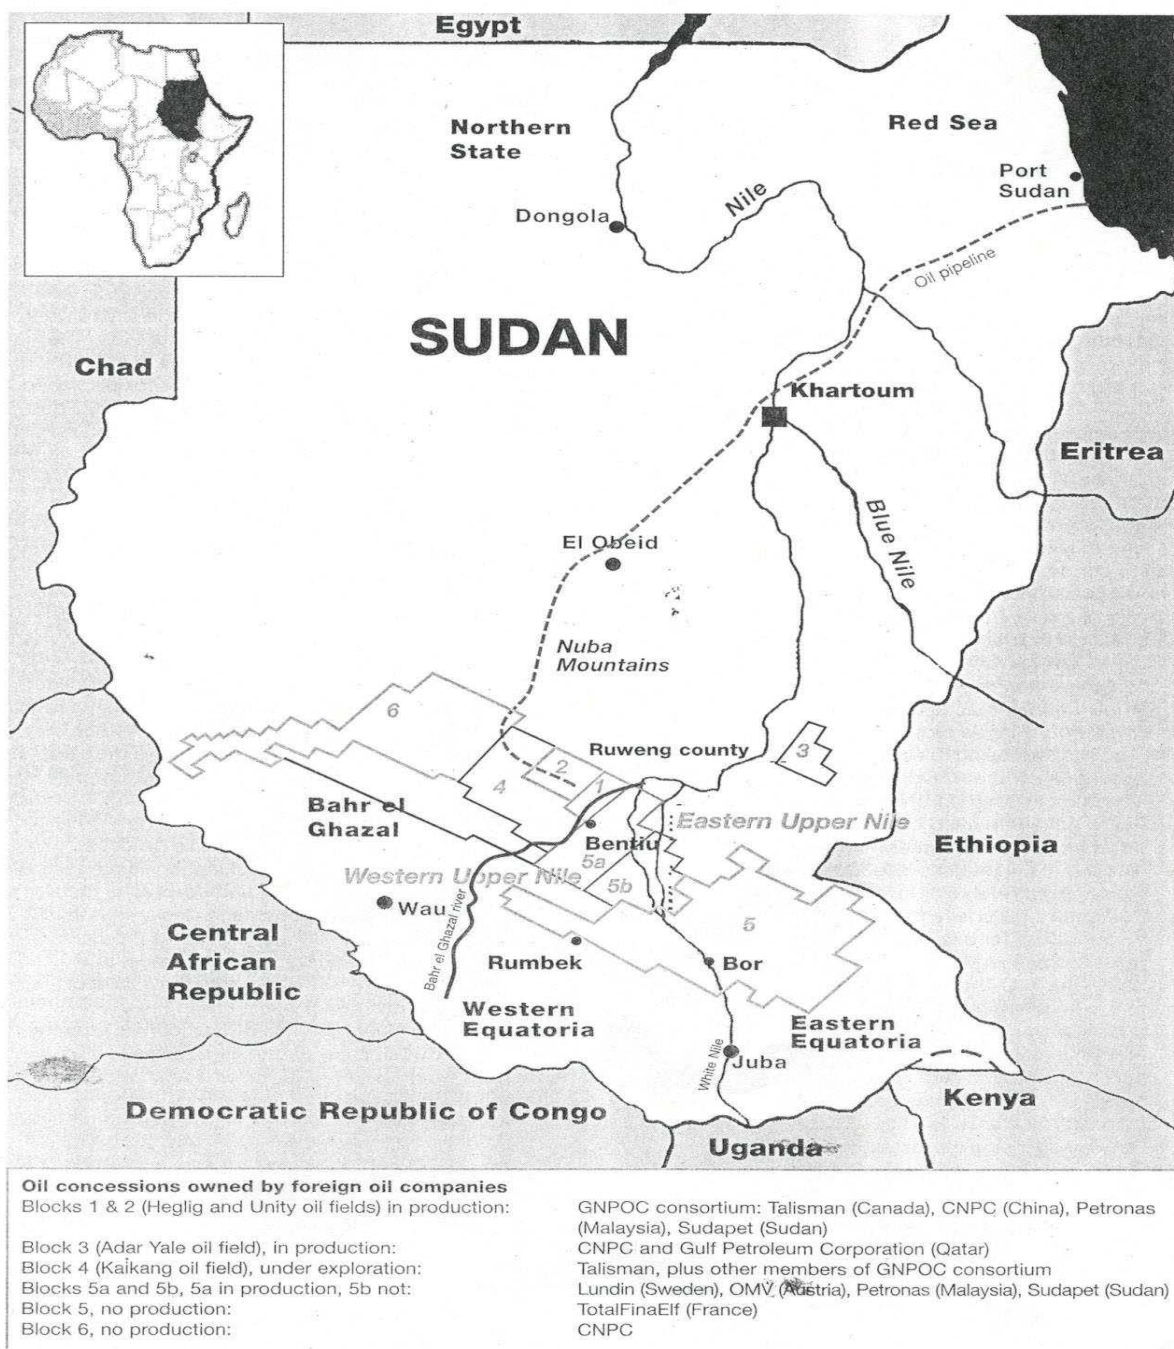 Egypt
Northern
State
Red Sea
Port
Sudan
Nile
Dongola
Oil pipeline
SUDAN
Chad
Khartoum
Eritrea
Blue Nile
El Obeid
Nuba
Mountains
6
Ruweng county
3
2
1
4
Bahr el
Ghazal
Bentiu
Eastern Upper Nile
Ethiopia
5a
Western Upper Nile
5b
Wau
Bahr el Ghazal river
5
Central
African
Republic
Rumbek
Bor
Western
Equatoria
Eastern
Equatoria
White Nile
Juba
Kenya
Democratic Republic of Congo
Uganda
Oil concessions owned by foreign oil companies
Blocks 1 & 2 (Heglig and Unity oil fields) in production: GNPOC consortium: Talisman (Canada), CNPC (China), Petronas
(Malaysia), Sudapet (Sudan)
Block 3 (Adar Yale oil field), in production: CNPC and Gulf Petroleum Corporation (Qatar)
Block 4 (Kaikang oil field), under exploration: Talisman, plus other members of GNPOC consortium
Blocks 5a and 5b, 5a in production, 5b not: Lundin (Sweden), OMV (Austria), Petronas (Malaysia), Sudapet (Sudan)
Block 5, no production: TotalFinaElf (France)
Block 6, no production: CNPC